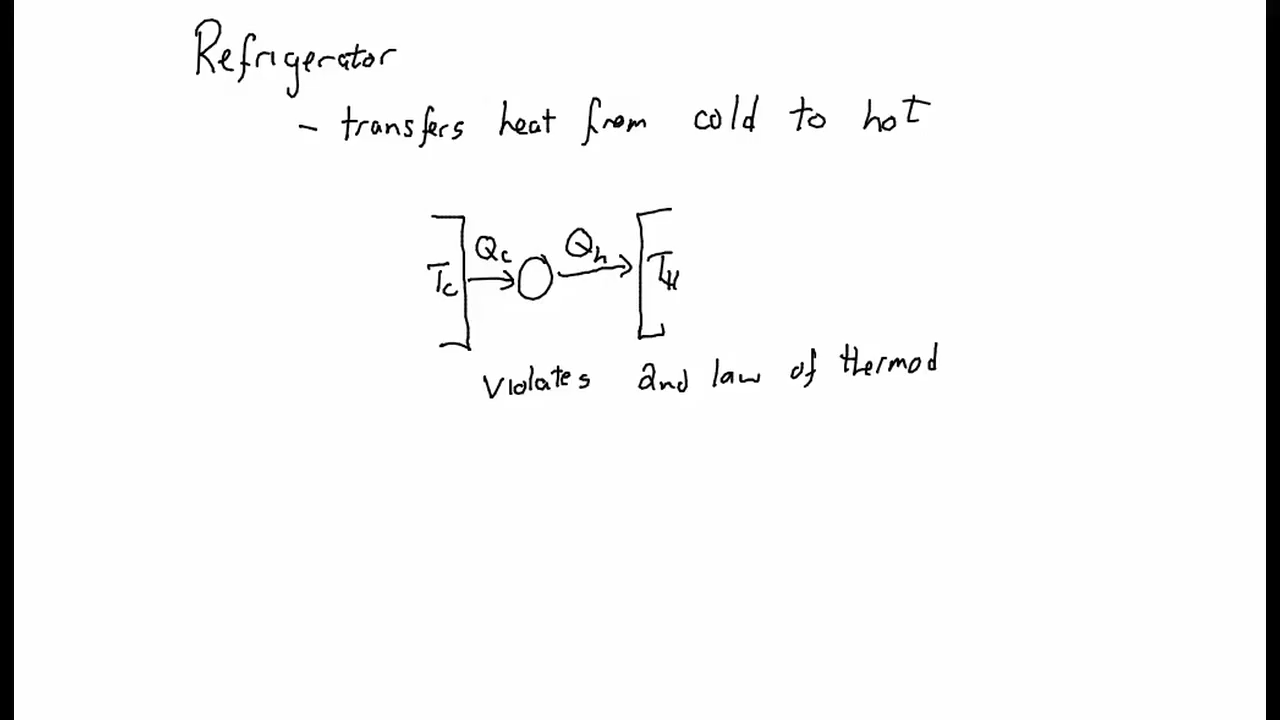 Refrigerator
- transfers heat from cold to hot
Tc Qc Qh TH
violates 2nd law of thermod